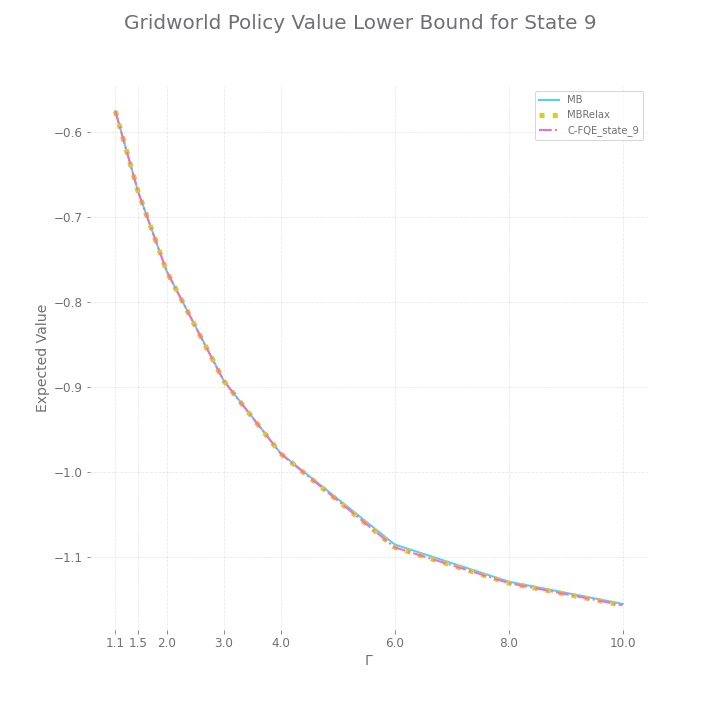 Gridworld Policy Value Lower Bound for State 9
MB
MBRelax
C-FQE_state_9
−0.6
−0.7
−0.8
−0.9
−1.0
−1.1
Expected Value
1.1 1.5 2.0 3.0 4.0 6.0 8.0 10.0
Γ